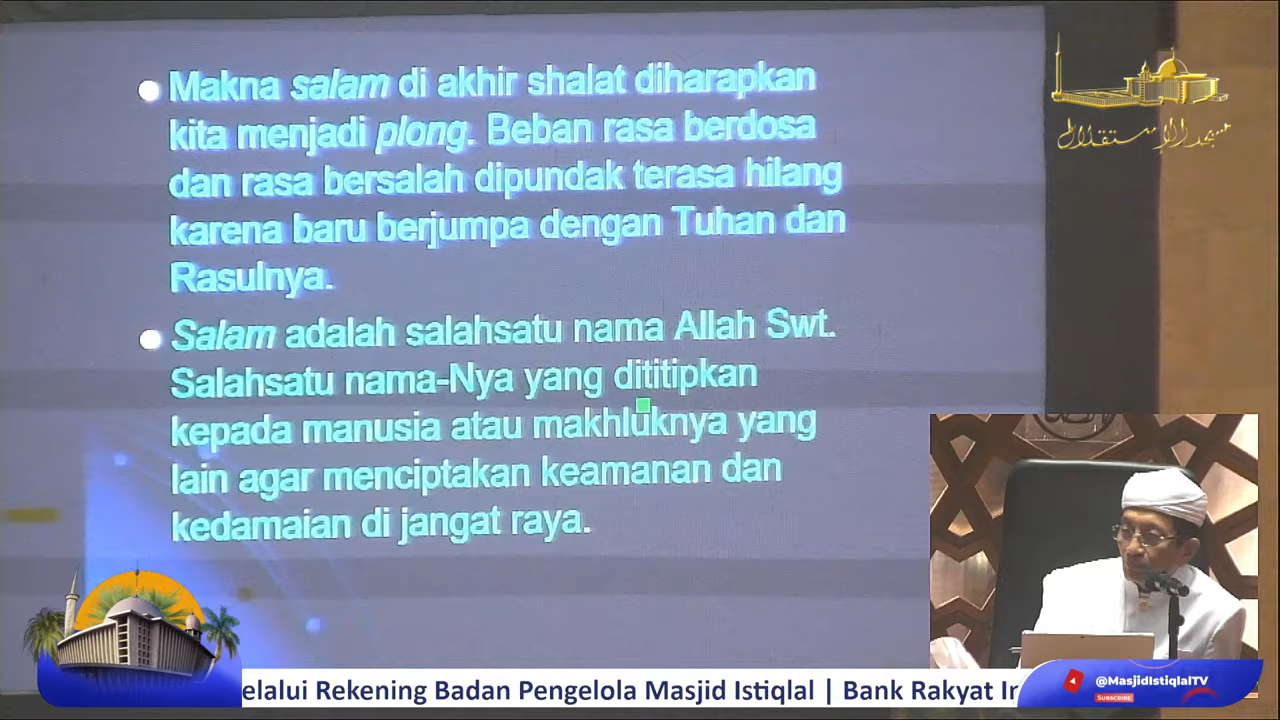 Makna salam di akhir shalat diharapkan
kita menjadi plong. Beban rasa berdosa
dan rasa bersalah dipundak terasa hilang
karena baru berjumpa dengan Tuhan dan
Rasulnya.
Salam adalah salahsatu nama Allah Swt.
Salahsatu nama-Nya yang dititipkan
kepada manusia atau makhluknya yang
lain agar menciptakan keamanan dan
kedamaian di jangat raya.
مسجد الإستقلال
elalui Rekening Badan Pengelola Masjid Istiqlal | Bank Rakyat Ir
@MasjidIstiqlalTV
SUBSCRIBE